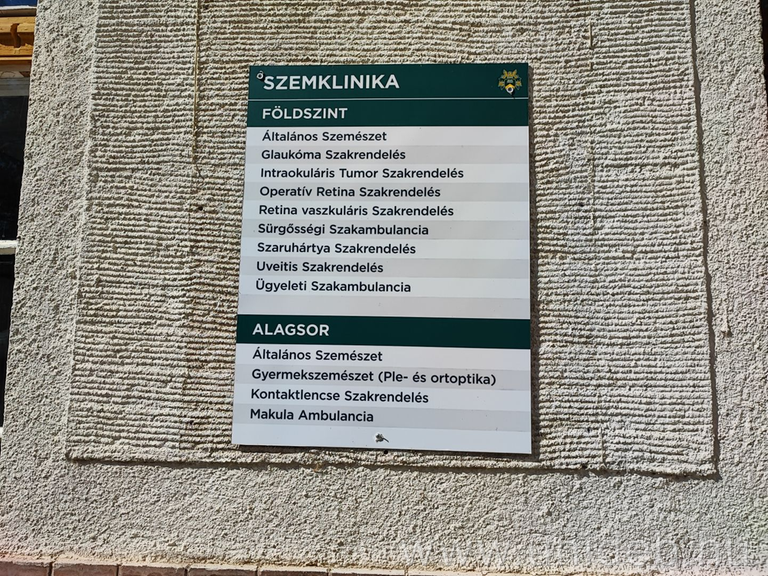 SZEMKLINIKA
FÖLDSZINT
Általános Szemészet
Glaukóma Szakrendelés
Intraokuláris Tumor Szakrendelés
Operatív Retina Szakrendelés
Retina vaszkuláris Szakrendelés
Sürgősségi Szakambulancia
Szaruhártya Szakrendelés
Uveitis Szakrendelés
Ügyeleti Szakambulancia
ALAGSOR
Általános Szemészet
Gyermekszemészet (Ple- és ortoptika)
Kontaktlencse Szakrendelés
Makula Ambulancia